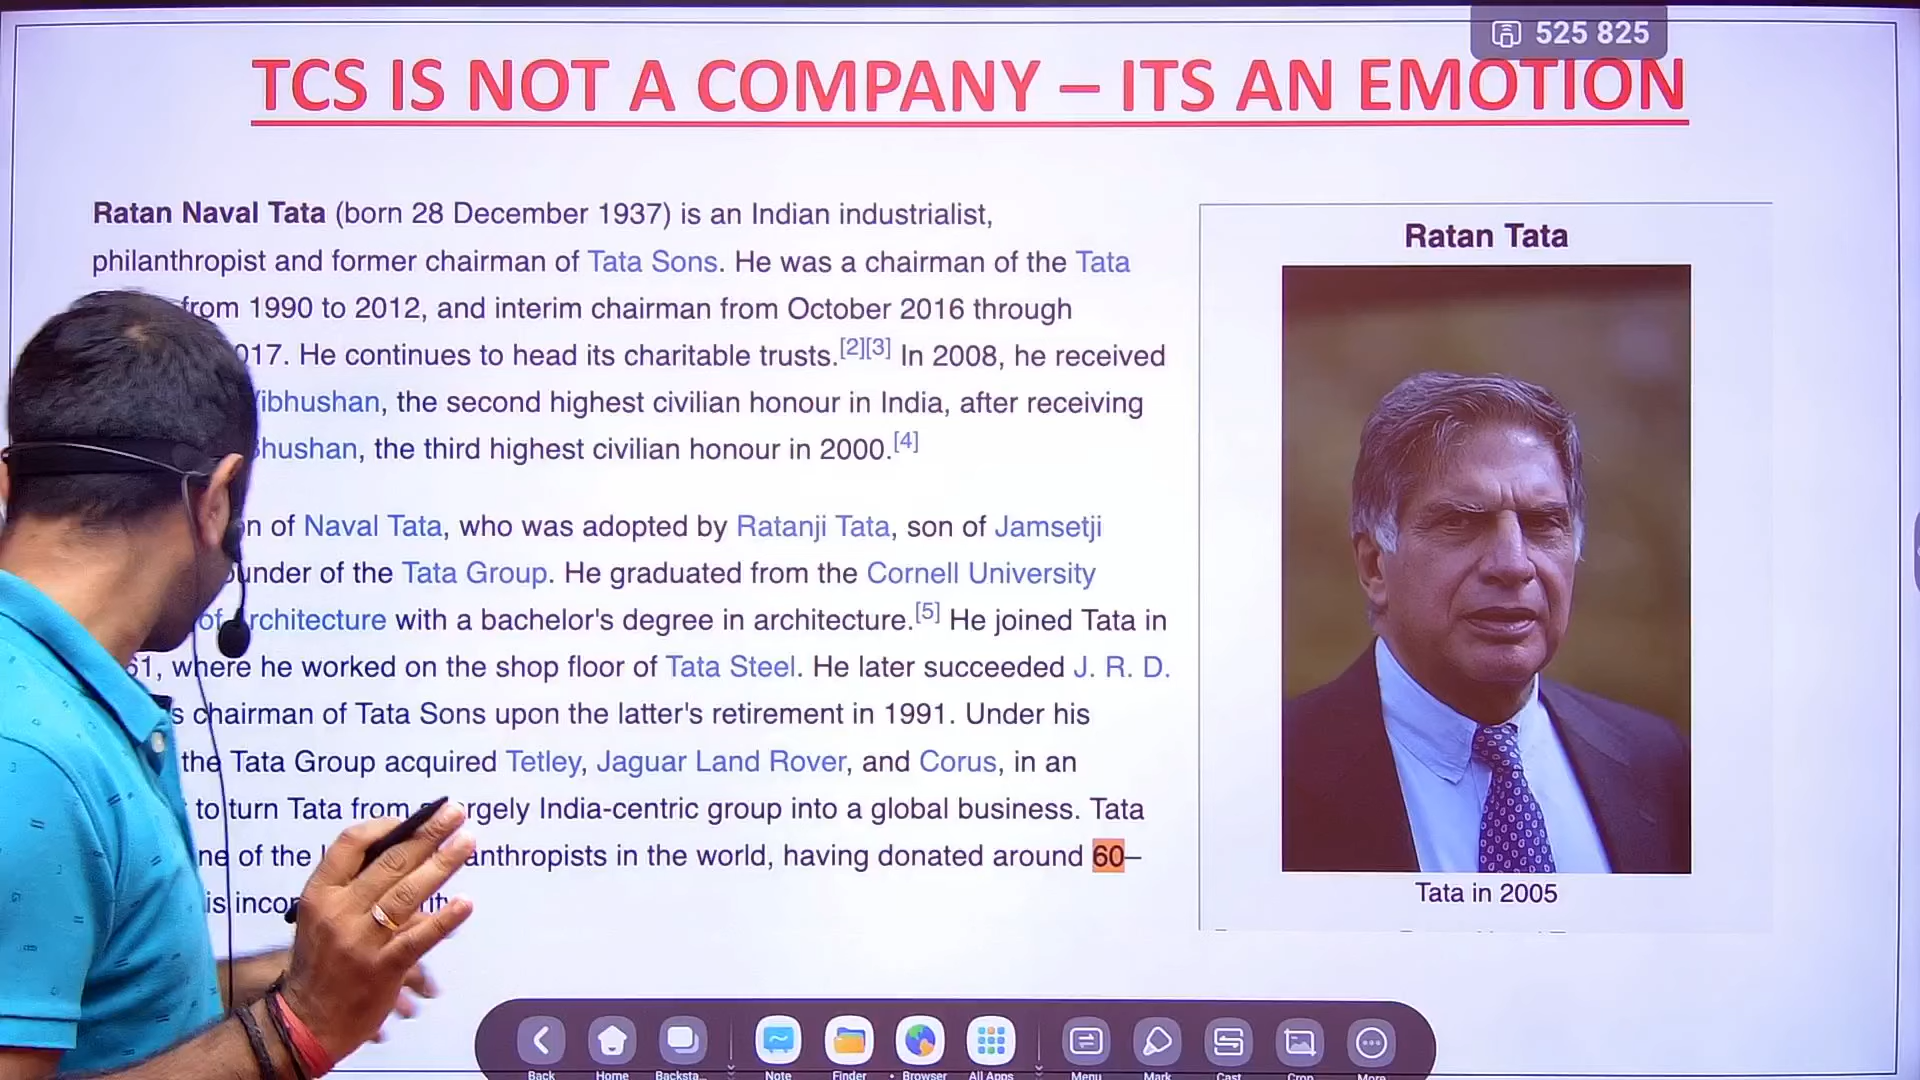 525 825
TCS IS NOT A COMPANY – ITS AN EMOTION
Ratan Naval Tata (born 28 December 1937) is an Indian industrialist,
philanthropist and former chairman of Tata Sons. He was a chairman of the Tata
from 1990 to 2012, and interim chairman from October 2016 through
017. He continues to head its charitable trusts.[2][3] In 2008, he received
ibhushan, the second highest civilian honour in India, after receiving
hushan, the third highest civilian honour in 2000.[4]
n of Naval Tata, who was adopted by Ratanji Tata, son of Jamsetji
under of the Tata Group. He graduated from the Cornell University
of rchitecture with a bachelor's degree in architecture.[5] He joined Tata in
61, where he worked on the shop floor of Tata Steel. He later succeeded J. R. D.
s chairman of Tata Sons upon the latter's retirement in 1991. Under his
the Tata Group acquired Tetley, Jaguar Land Rover, and Corus, in an
to turn Tata from a largely India-centric group into a global business. Tata
ne of the anthropists in the world, having donated around 60–
is incom rity
Ratan Tata
Tata in 2005
Back Home Backsta... Note Finder • Browser All Apps Menu Mark Cast Crop More